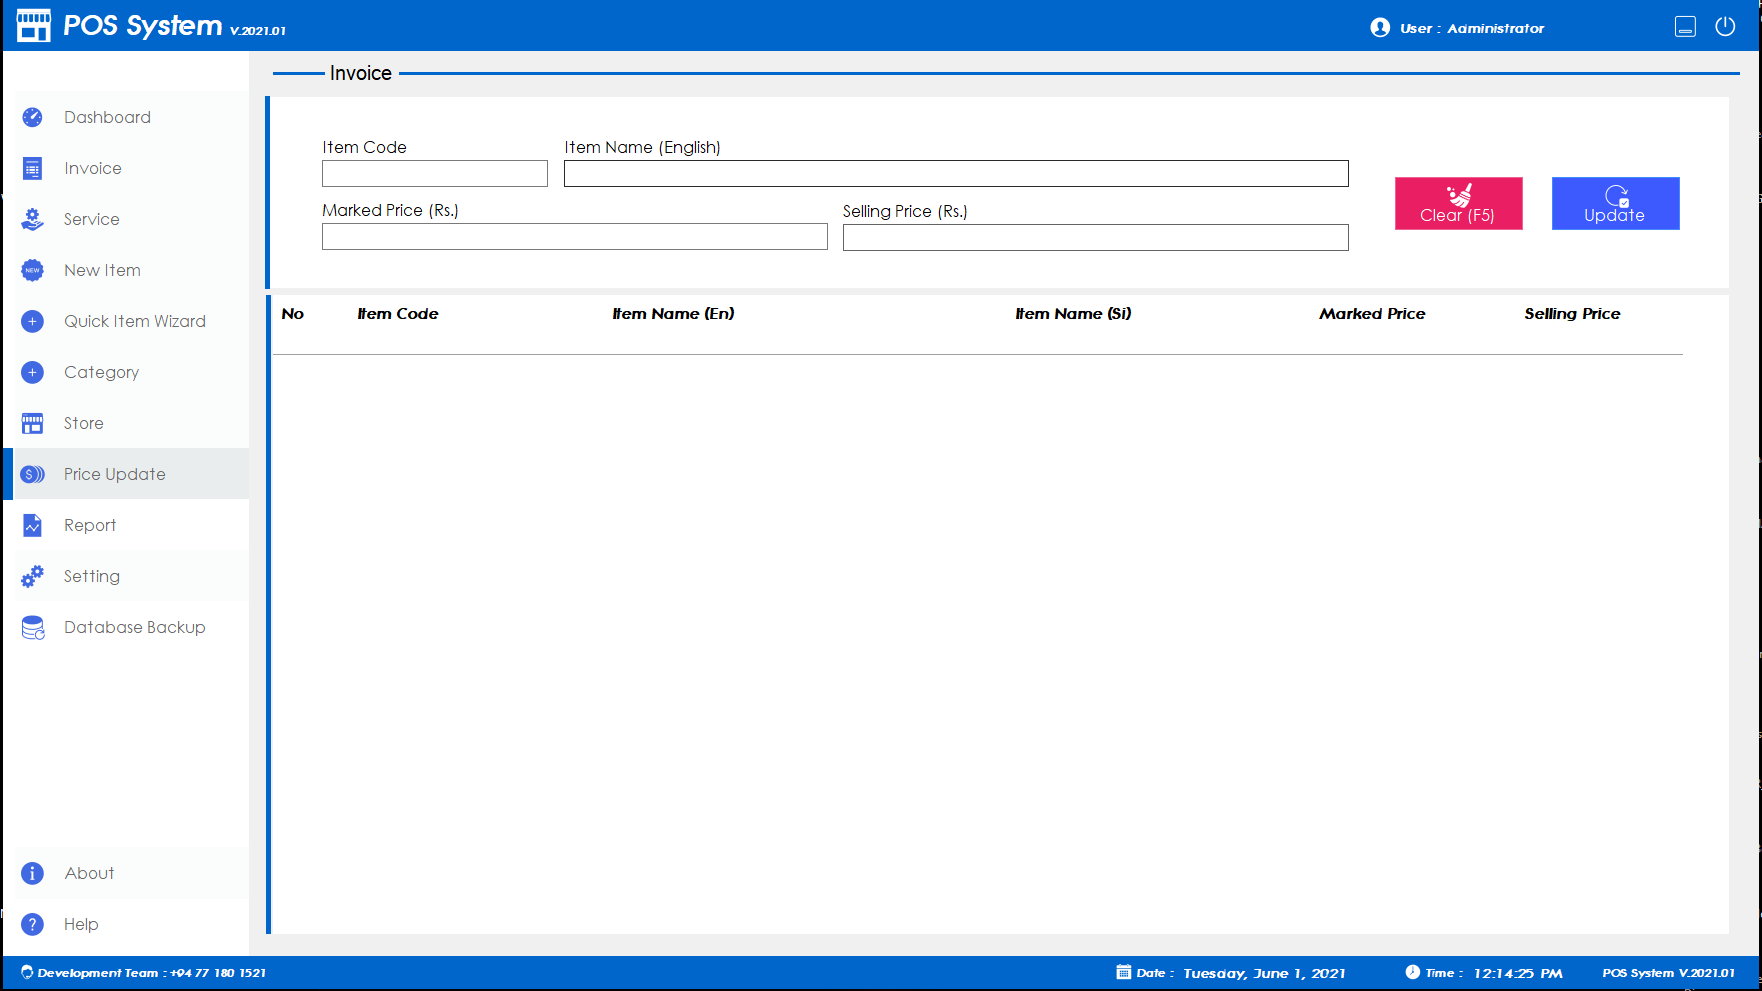 POS System V.2021.01
User : Administrator
Invoice
Dashboard
Invoice
Service
NEW
New Item
Quick Item Wizard
Category
Store
Price Update
Report
Setting
Database Backup
About
Help
Item Code
Item Name (English)
Marked Price (Rs.)
Selling Price (Rs.)
Clear (F5)
Update
No Item Code Item Name (En) Item Name (Si) Marked Price Selling Price
Development Team : +94 77 180 1521
Date : Tuesday, June 1, 2021
Time : 12:14:25 PM
POS System V.2021.01